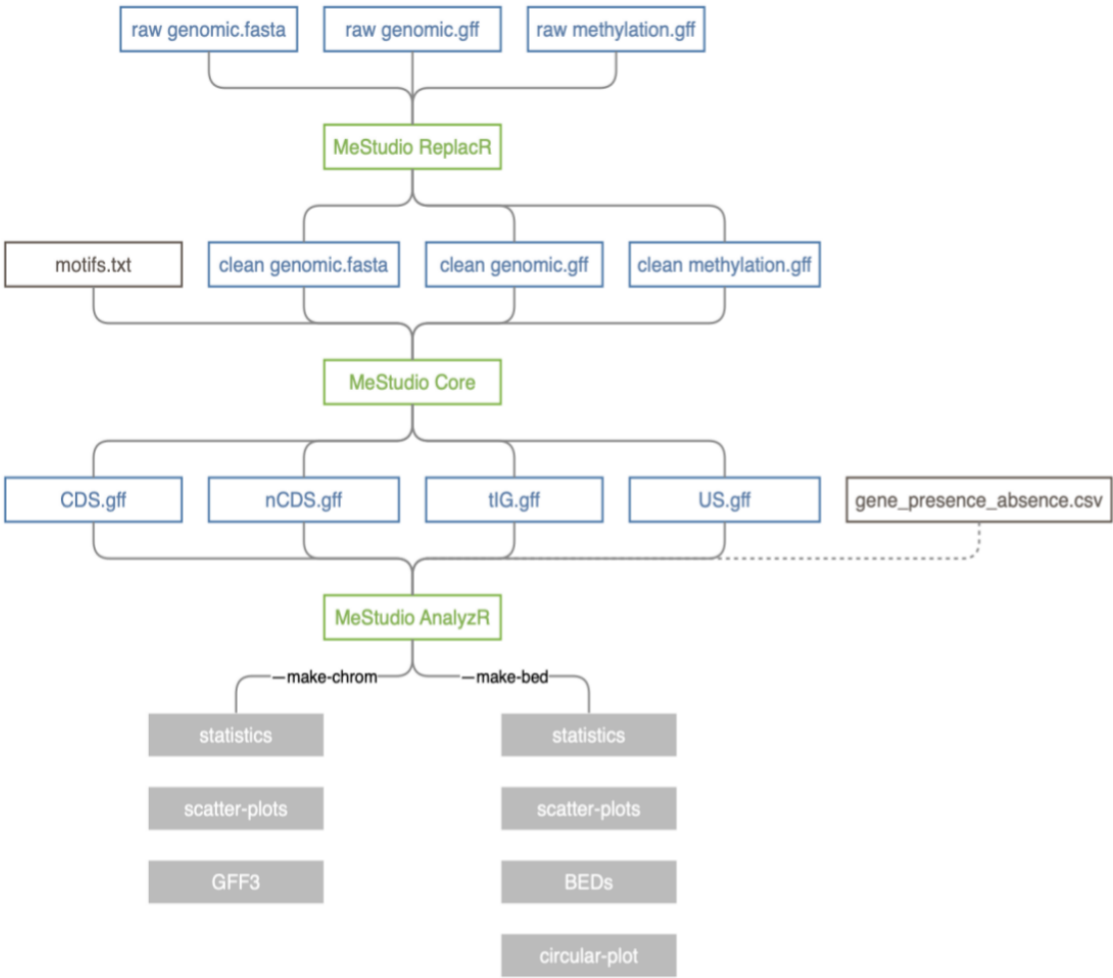 raw genomic.fasta
raw genomic.gff
raw methylation.gff
MeStudio ReplacR
motifs.txt
clean genomic.fasta
clean genomic.gff
clean methylation.gff
MeStudio Core
CDS.gff
nCDS.gff
tIG.gff
US.gff
gene_presence_absence.csv
MeStudio AnalyzR
—make-chrom
—make-bed
statistics
statistics
scatter-plots
scatter-plots
GFF3
BEDs
circular-plot